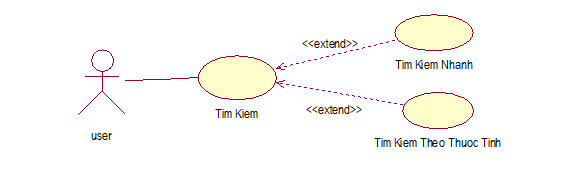 <<extend>>
Tim Kiem Nhanh
user
Tim Kiem
<<extend>>
Tim Kiem Theo Thuoc Tinh